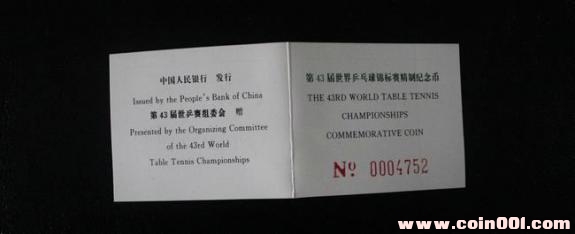 中国人民银行 发行
Issued by the People's Bank of China
第43届世乒赛组委会 赠
Presented by the Organizing Committee
of the 43rd World
Table Tennis Championships
第43届世界乒乓球锦标赛精制纪念币
THE 43RD WORLD TABLE TENNIS
CHAMPIONSHIPS
COMMEMORATIVE COIN
Nº 0004752
www.coin001.com